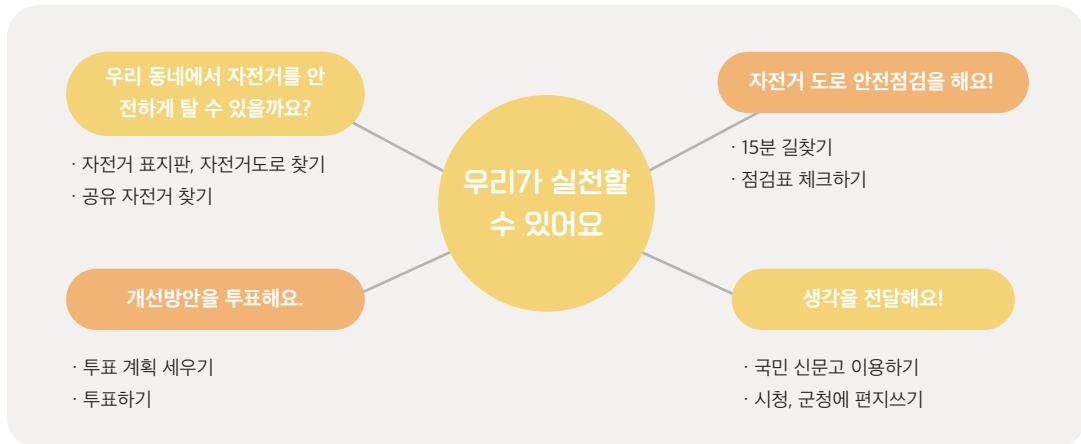 우리 동네에서 자전거를 안
전하게 탈 수 있을까요?
· 자전거 표지판, 자전거도로 찾기
· 공유 자전거 찾기
자전거 도로 안전점검을 해요!
· 15분 길찾기
· 점검표 체크하기
우리가 실천할
수 있어요
개선방안을 투표해요.
· 투표 계획 세우기
· 투표하기
생각을 전달해요!
· 국민 신문고 이용하기
· 시청, 군청에 편지쓰기